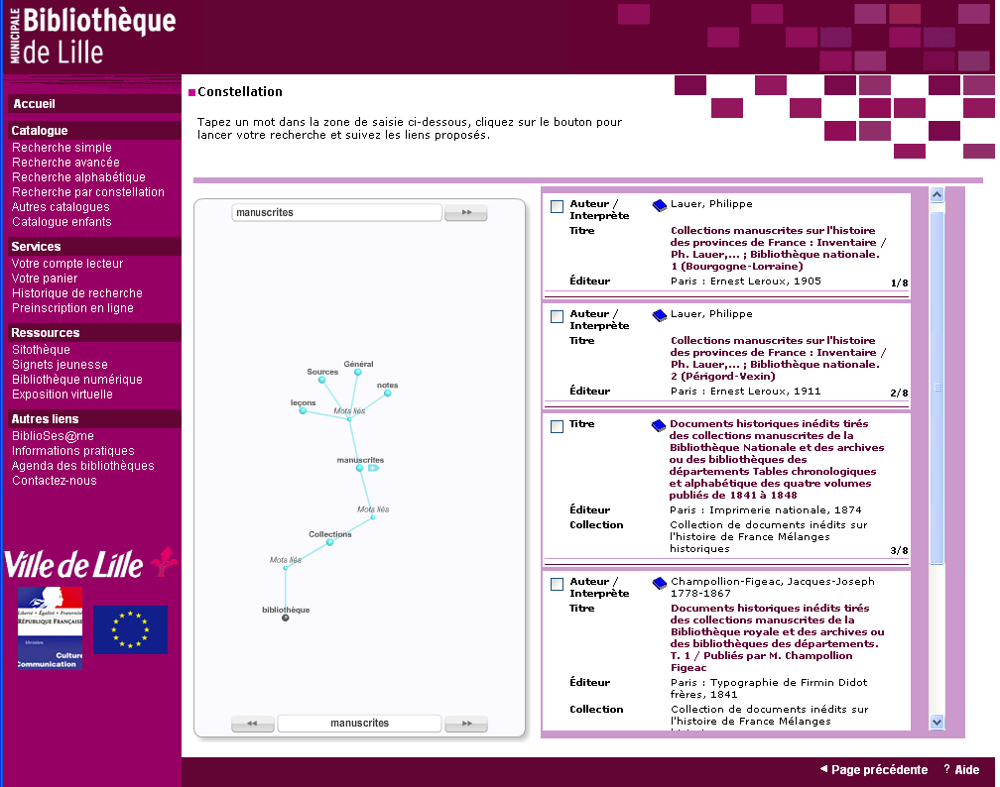 MUNICIPALE
Bibliothèque
de Lille
Accueil
Catalogue
Recherche simple
Recherche avancée
Recherche alphabétique
Recherche par constellation
Autres catalogues
Catalogue enfants
Services
Votre compte lecteur
Votre panier
Historique de recherche
Preinscription en ligne
Ressources
Sitothèque
Signets jeunesse
Bibliothèque numérique
Exposition virtuelle
Autres liens
BiblioSes@me
Informations pratiques
Agenda des bibliothèques
Contactez-nous
Ville de Lille
Liberté • Égalité • Fraternité
RÉPUBLIQUE FRANÇAISE
Ministère
Culture
Communication
Constellation
Tapez un mot dans la zone de saisie ci-dessous, cliquez sur le bouton pour
lancer votre recherche et suivez les liens proposés.
manuscrites
Général
Sources
notes
leçons
Mots liés
manuscrites
Mots liés
Collections
Mots liés
bibliothèque
manuscrites
Auteur / Lauer, Philippe
Interprète
Titre Collections manuscrites sur l'histoire
des provinces de France : Inventaire /
Ph. Lauer,... ; Bibliothèque nationale.
1 (Bourgogne-Lorraine)
Éditeur Paris : Ernest Leroux, 1905 1/8
Auteur / Lauer, Philippe
Interprète
Titre Collections manuscrites sur l'histoire
des provinces de France : Inventaire /
Ph. Lauer,... ; Bibliothèque nationale.
2 (Périgord-Vexin)
Éditeur Paris : Ernest Leroux, 1911 2/8
Titre Documents historiques inédits tirés
des collections manuscrites de la
Bibliothèque Nationale et des archives
ou des bibliothèques des
départements Tables chronologiques
et alphabétique des quatre volumes
publiés de 1841 à 1848
Éditeur Paris : Imprimerie nationale, 1874
Collection Collection de documents inédits sur
l'histoire de France Mélanges
historiques 3/8
Auteur / Champollion-Figeac, Jacques-Joseph
Interprète 1778-1867
Titre Documents historiques inédits tirés
des collections manuscrites de la
Bibliothèque royale et des archives ou
des bibliothèques des départements.
T. 1 / Publiés par M. Champollion
Figeac
Éditeur Paris : Typographie de Firmin Didot
frères, 1841
Collection Collection de documents inédits sur
l'histoire de France Mélanges
Page précédente ? Aide